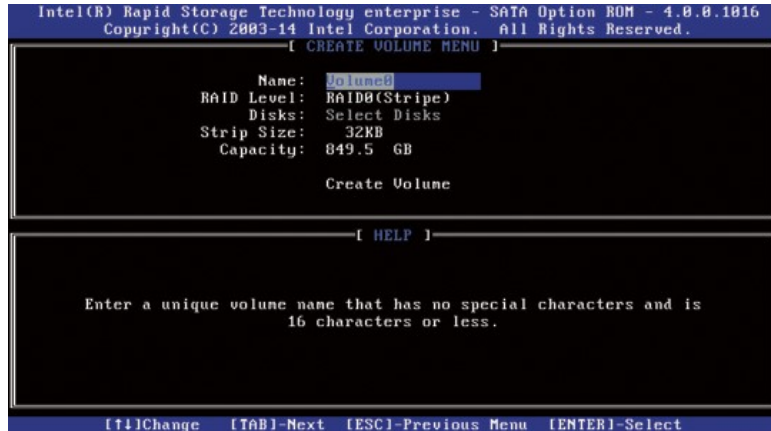 Intel(R) Rapid Storage Technology enterprise - SATA Option ROM - 4.0.0.1016
Copyright(C) 2003-14 Intel Corporation. All Rights Reserved.
[ CREATE VOLUME MENU ]
Name: Volume0
RAID Level: RAID0(Stripe)
Disks: Select Disks
Strip Size: 32KB
Capacity: 849.5 GB
Create Volume
[ HELP ]
Enter a unique volume name that has no special characters and is
16 characters or less.
[↑↓]Change [TAB]-Next [ESC]-Previous Menu [ENTER]-Select